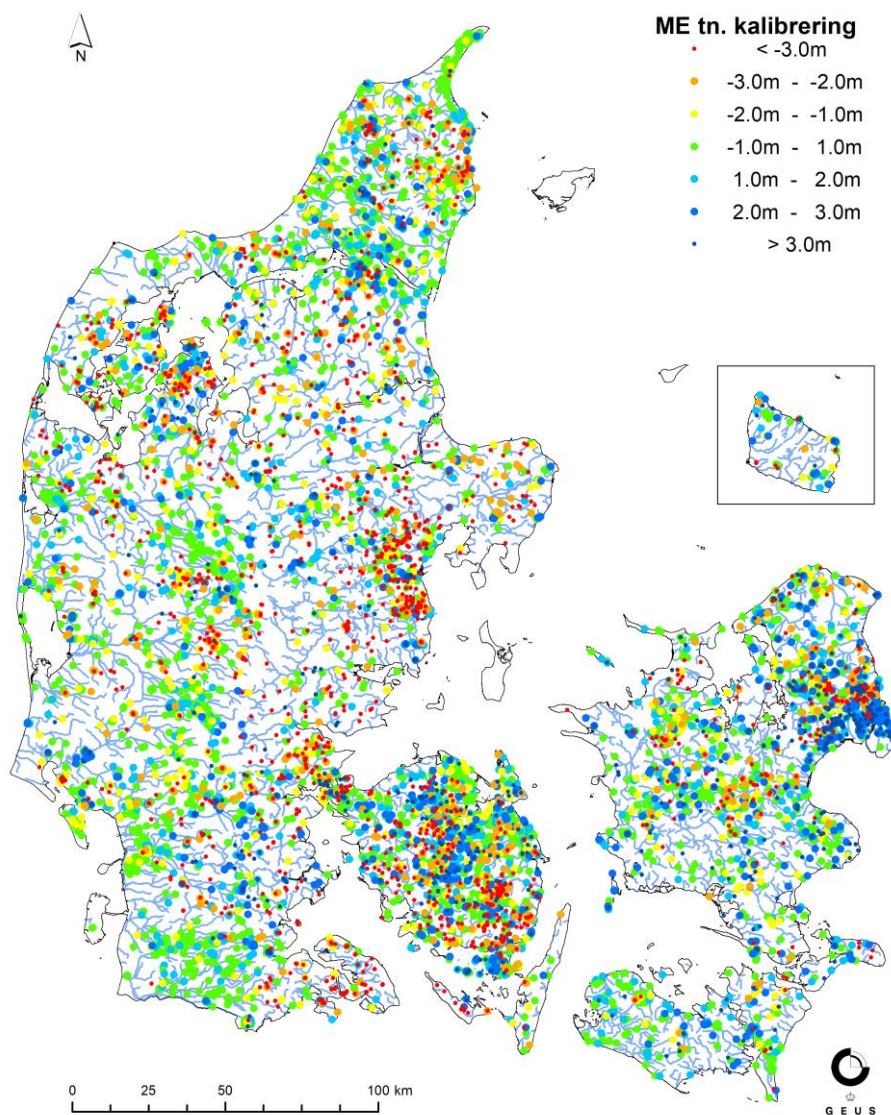 N
ME tn. kalibrering
< -3.0m
-3.0m - -2.0m
-2.0m - -1.0m
-1.0m - 1.0m
1.0m - 2.0m
2.0m - 3.0m
> 3.0m
0 25 50 100 km
GEUS